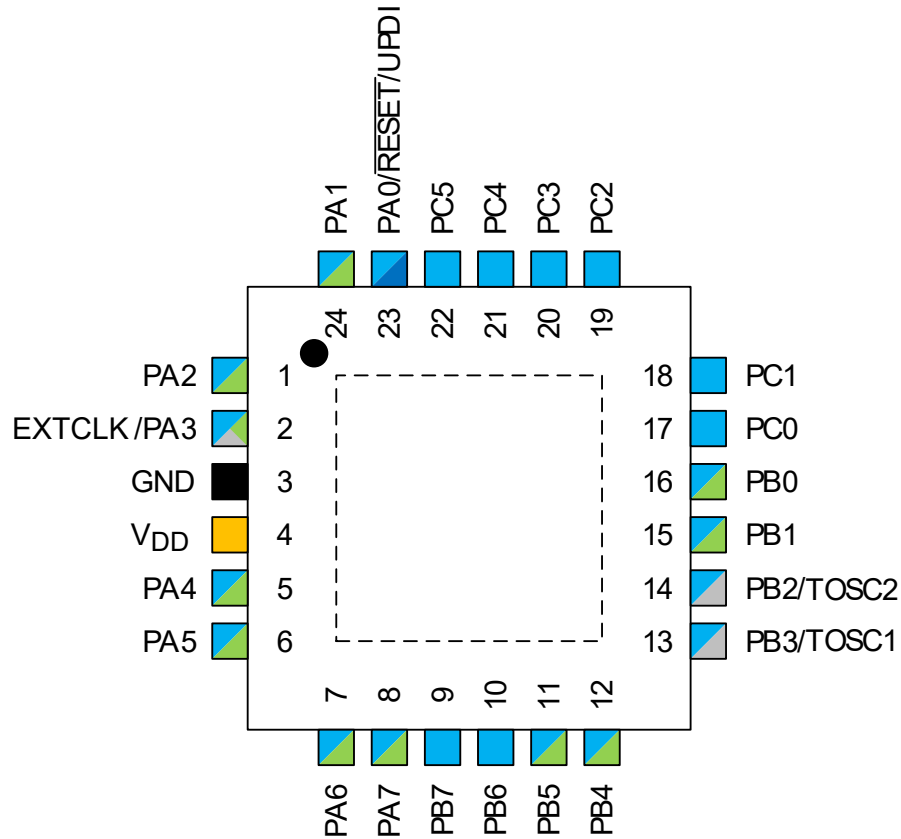 PA1
PA0/RESET/UPDI
PC5
PC4
PC3
PC2
24
23
22
21
20
19
PA2 1
EXTCLK/PA3 2
GND 3
VDD 4
PA4 5
PA5 6
18 PC1
17 PC0
16 PB0
15 PB1
14 PB2/TOSC2
13 PB3/TOSC1
7
8
9
10
11
12
PA6
PA7
PB7
PB6
PB5
PB4